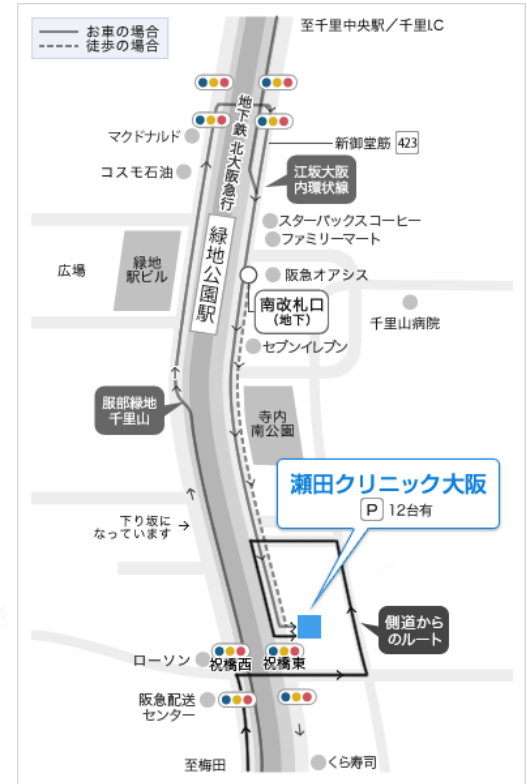 お車の場合
徒歩の場合
至千里中央駅／千里I.C
地下鉄 北大阪急行
マクドナルド
新御堂筋 423
コスモ石油
江坂大阪
内環状線
スターバックスコーヒー
ファミリーマート
緑地公園駅
広場
緑地
駅ビル
阪急オアシス
南改札口
（地下）
千里山病院
セブンイレブン
服部緑地
千里山
寺内
南公園
瀬田クリニック大阪
P 12台有
下り坂に
なっています
側道から
のルート
ローソン
祝橋西
祝橋東
阪急配送
センター
至梅田
くら寿司